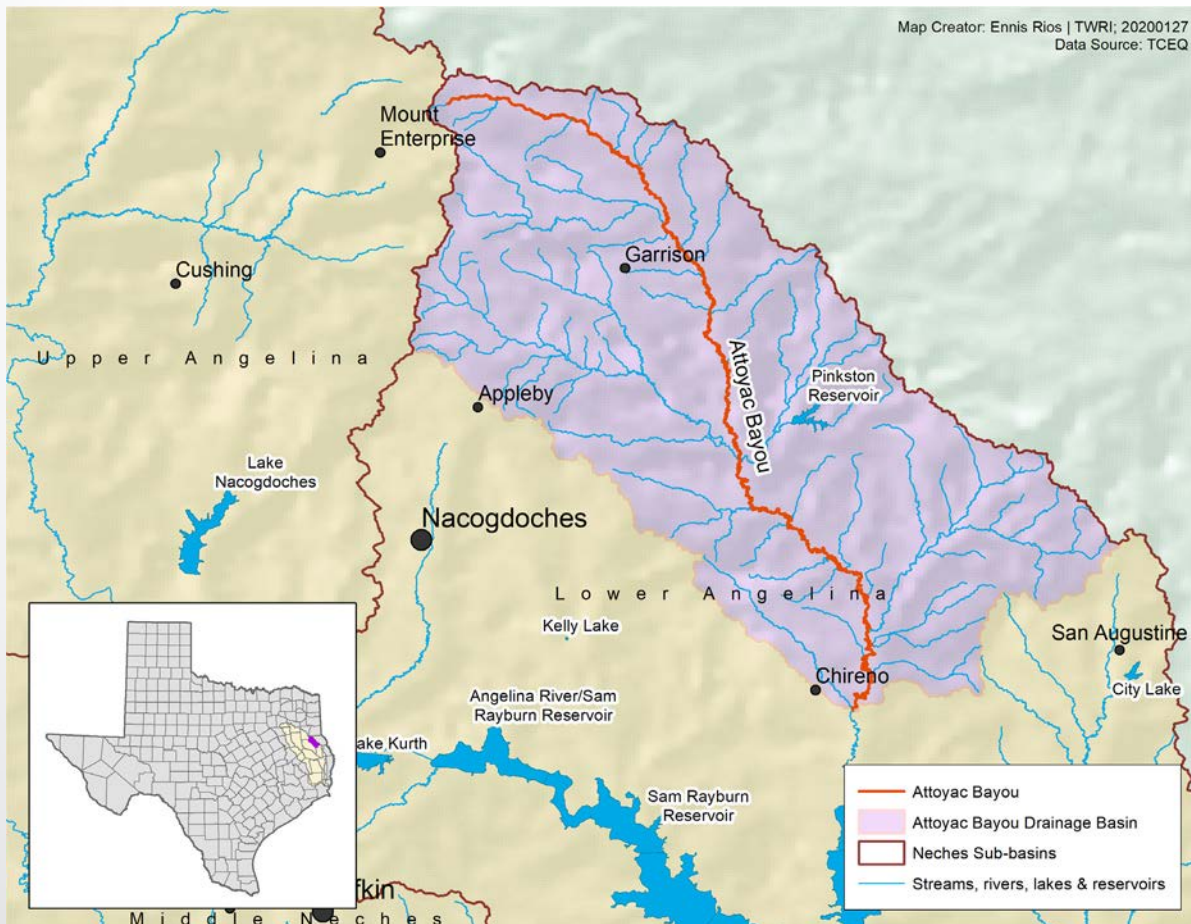 Map Creator: Ennis Rios | TWRI; 20200127
Data Source: TCEQ
Mount
Enterprise
Garrison
Cushing
Upper Angelina
Attoyac Bayou
Pinkston
Reservoir
Appleby
Lake
Nacogdoches
Nacogdoches
Lower Angelina
Kelly Lake
San Augustine
Chireno
City Lake
Angelina River/Sam
Rayburn Reservoir
ake Kurth
Sam Rayburn
Reservoir
Attoyac Bayou
Attoyac Bayou Drainage Basin
Neches Sub-basins
Streams, rivers, lakes & reservoirs
fkin
Middle Neches